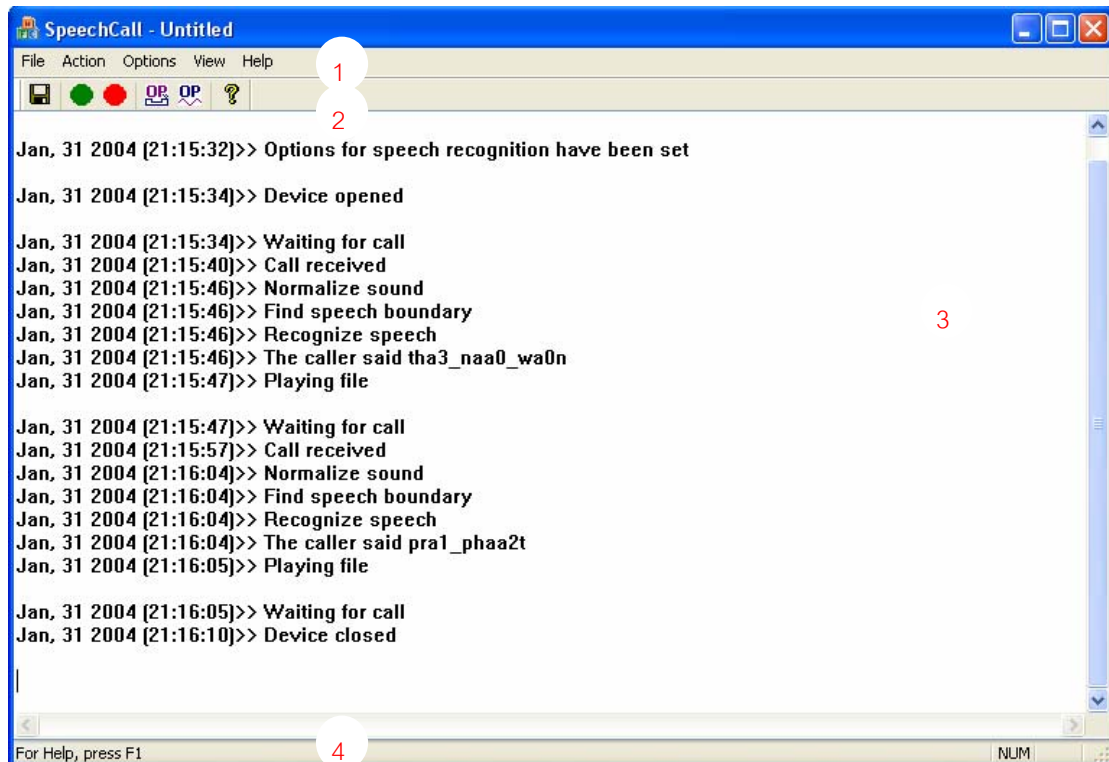 SpeechCall - Untitled
File Action Options View Help
1
OP OP ?
2
Jan, 31 2004 (21:15:32)>> Options for speech recognition have been set
Jan, 31 2004 (21:15:34)>> Device opened
Jan, 31 2004 (21:15:34)>> Waiting for call
Jan, 31 2004 (21:15:40)>> Call received
Jan, 31 2004 (21:15:46)>> Normalize sound
Jan, 31 2004 (21:15:46)>> Find speech boundary
3
Jan, 31 2004 (21:15:46)>> Recognize speech
Jan, 31 2004 (21:15:46)>> The caller said tha3_naa0_wa0n
Jan, 31 2004 (21:15:47)>> Playing file
Jan, 31 2004 (21:15:47)>> Waiting for call
Jan, 31 2004 (21:15:57)>> Call received
Jan, 31 2004 (21:16:04)>> Normalize sound
Jan, 31 2004 (21:16:04)>> Find speech boundary
Jan, 31 2004 (21:16:04)>> Recognize speech
Jan, 31 2004 (21:16:04)>> The caller said pra1_phaa2t
Jan, 31 2004 (21:16:05)>> Playing file
Jan, 31 2004 (21:16:05)>> Waiting for call
Jan, 31 2004 (21:16:10)>> Device closed
For Help, press F1
4
NUM